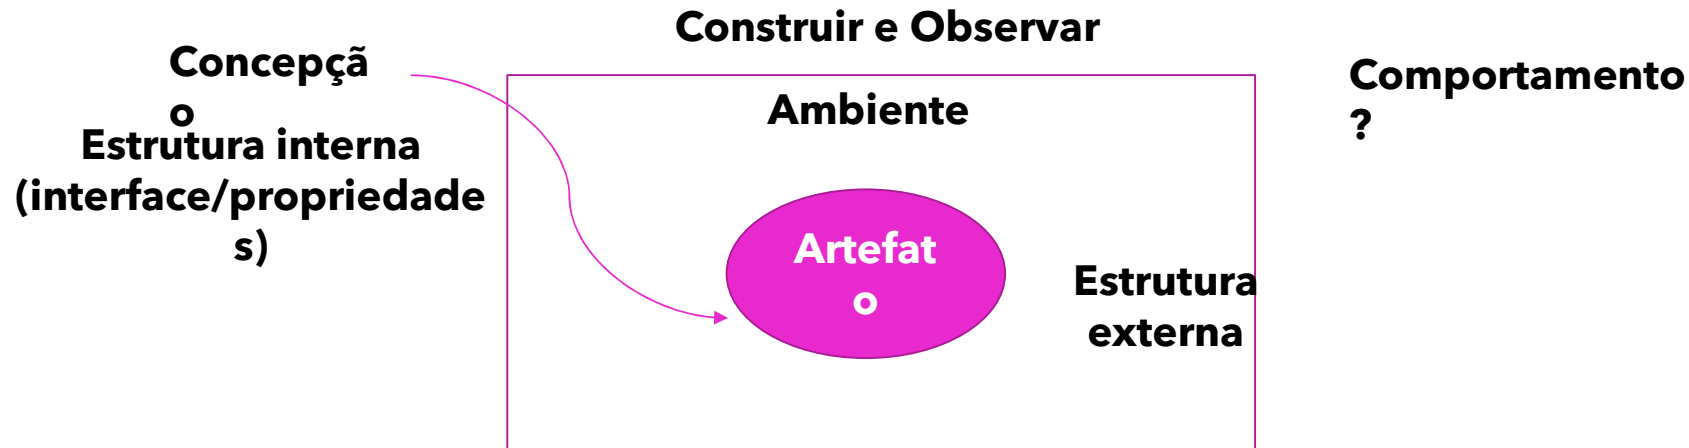 Construir e Observar
Concepçã
o
Estrutura interna
(interface/propriedade
s)
Ambiente
Artefat
o
Estrutura
externa
Comportamento
?